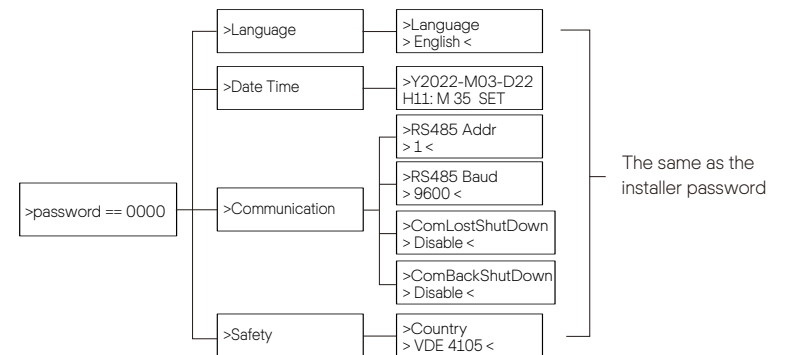 >password == 0000
>Language
>Language
> English <
>Date Time
>Y2022-M03-D22
H11: M 35  SET
>Communication
>RS485 Addr
> 1 <
>RS485 Baud
> 9600 <
>ComLostShutDown
> Disable <
>ComBackShutDown
> Disable <
>Safety
>Country
> VDE 4105 <
The same as the
installer password